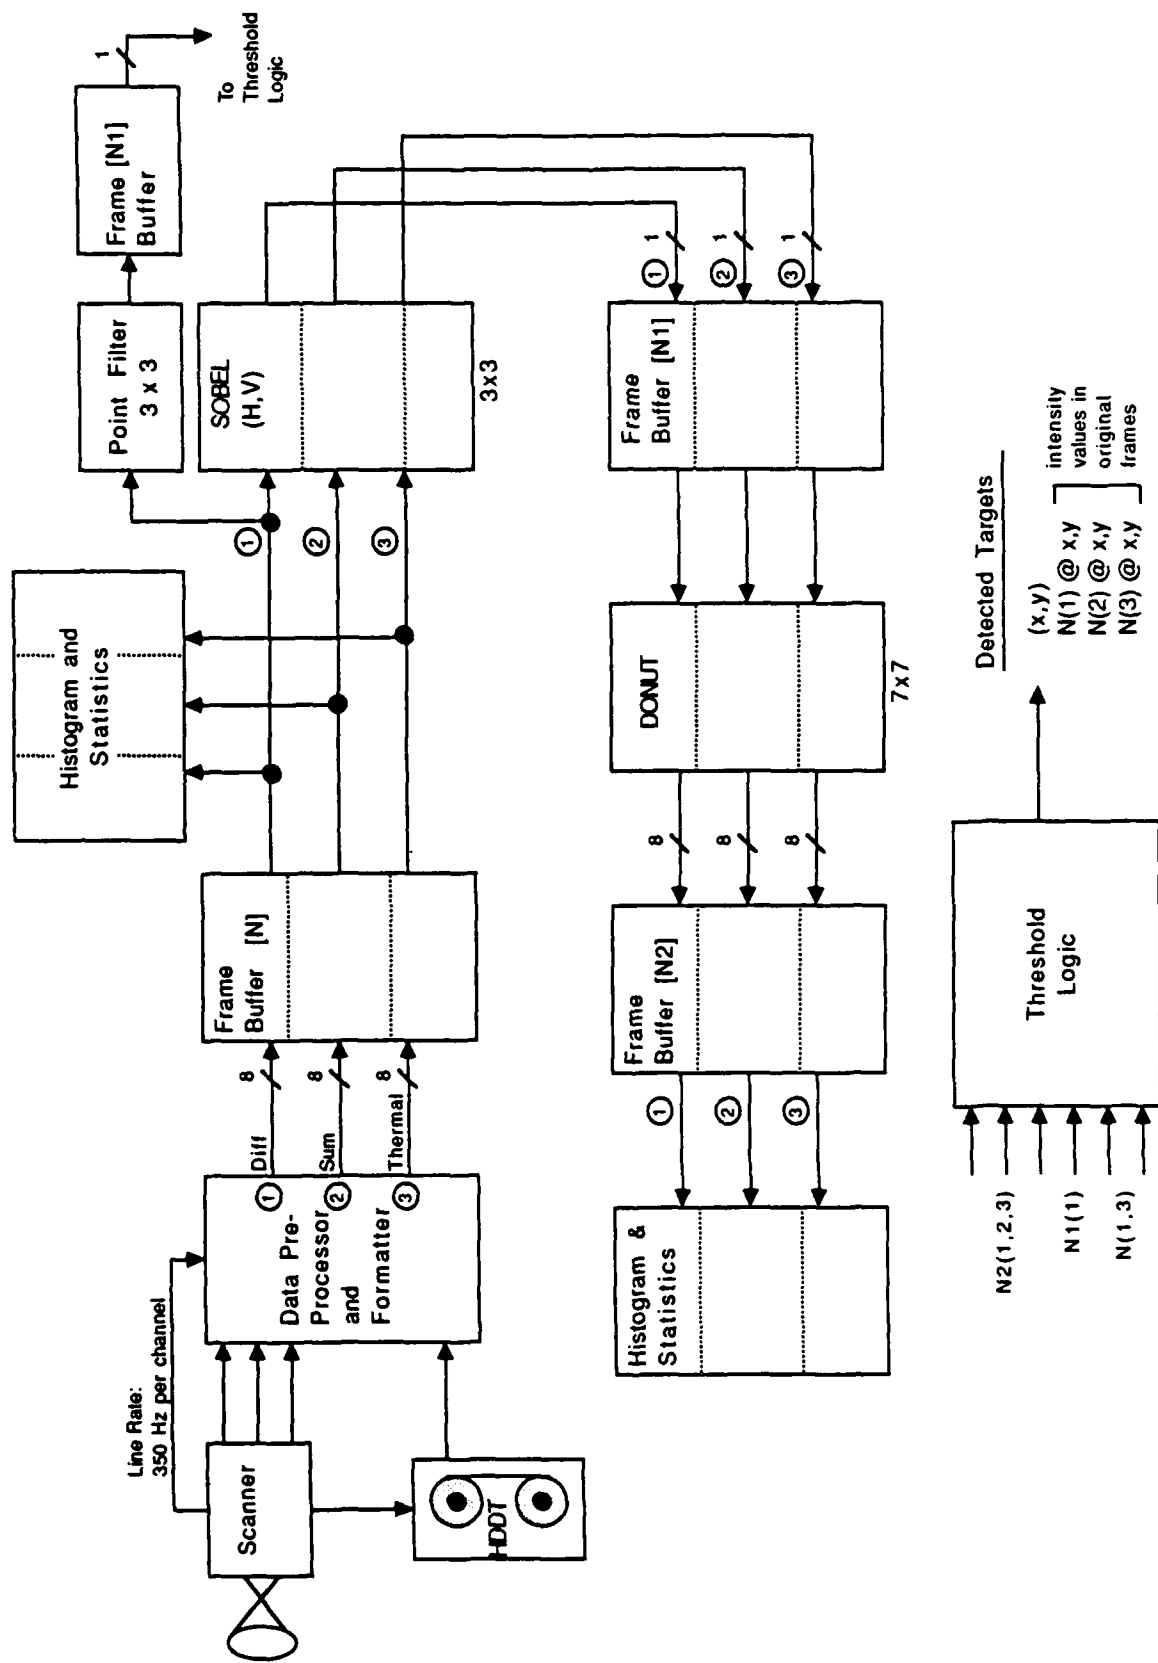 Line Rate:
350 Hz per channel
Scanner
HDDT
Data Pre-
Processor
and
Formatter
1 Diff
2 Sum
3 Thermal
8
8
8
Frame
Buffer [N]
Histogram and
Statistics
1
2
3
Point Filter
3 x 3
Frame [N1]
Buffer
1
To
Threshold
Logic
SOBEL
(H,V)
3x3
Histogram &
Statistics
1
2
3
Frame
Buffer [N2]
8
8
8
DONUT
7x7
Frame
Buffer [N1]
1 1
2 1
3 1
N2(1,2,3)
N1(1)
N(1,3)
Threshold
Logic
Detected Targets
(x,y)
N(1) @ x,y
N(2) @ x,y
N(3) @ x,y
intensity
values in
original
frames